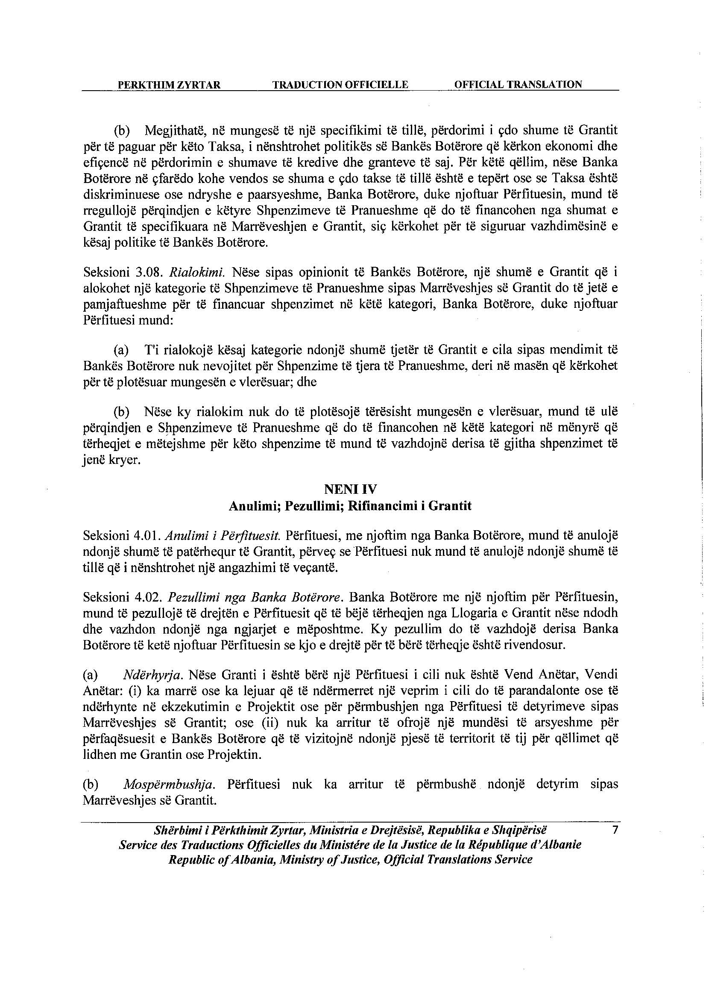 PERKTHIM ZYRTAR TRADUCTION OFFICIELLE OFFICIAL TRANSLATION
(b) Megjithatë, në mungesë të një specifikimi të tillë, përdorimi i çdo shume të Grantit
për të paguar për këto Taksa, i nënshtrohet politikës së Bankës Botërore që kërkon ekonomi dhe
efiçencë në përdorimin e shumave të kredive dhe granteve të saj. Për këtë qëllim, nëse Banka
Botërore në çfarëdo kohe vendos se shuma e çdo takse të tillë është e tepërt ose se Taksa është
diskriminuese ose ndryshe e paarsyeshme, Banka Botërore, duke njoftuar Përfituesin, mund të
rregullojë përqindjen e këtyre Shpenzimeve të Pranueshme që do të financohen nga shumat e
Grantit të specifikuara në Marrëveshjen e Grantit, siç kërkohet për të siguruar vazhdimësinë e
kësaj politike të Bankës Botërore.
Seksioni 3.08. Rialokimi. Nëse sipas opinionit të Bankës Botërore, një shumë e Grantit që i
alokohet një kategorie të Shpenzimeve të Pranueshme sipas Marrëveshjes së Grantit do të jetë e
pamjaftueshme për të financuar shpenzimet në këtë kategori, Banka Botërore, duke njoftuar
Përfituesi mund:
(a) T'i rialokojë kësaj kategorie ndonjë shumë tjetër të Grantit e cila sipas mendimit të
Bankës Botërore nuk nevojitet për Shpenzime të tjera të Pranueshme, deri në masën që kërkohet
për të plotësuar mungesën e vlerësuar; dhe
(b) Nëse ky rialokim nuk do të plotësojë tërësisht mungesën e vlerësuar, mund të ulë
përqindjen e Shpenzimeve të Pranueshme që do të financohen në këtë kategori në mënyrë që
tërheqjet e mëtejshme për këto shpenzime të mund të vazhdojnë derisa të gjitha shpenzimet të
jenë kryer.
NENI IV
Anulimi; Pezullimi; Rifinancimi i Grantit
Seksioni 4.01. Anulimi i Përfituesit. Përfituesi, me njoftim nga Banka Botërore, mund të anulojë
ndonjë shumë të patërhequr të Grantit, përveç se Përfituesi nuk mund të anulojë ndonjë shumë të
tillë që i nënshtrohet një angazhimi të veçantë.
Seksioni 4.02. Pezullimi nga Banka Botërore. Banka Botërore me një njoftim për Përfituesin,
mund të pezullojë të drejtën e Përfituesit që të bëjë tërheqjen nga Llogaria e Grantit nëse ndodh
dhe vazhdon ndonjë nga ngjarjet e mëposhtme. Ky pezullim do të vazhdojë derisa Banka
Botërore të ketë njoftuar Përfituesin se kjo e drejtë për të bërë tërheqje është rivendosur.
(a) Ndërhyrja. Nëse Granti i është bërë një Përfituesi i cili nuk është Vend Anëtar, Vendi
Anëtar: (i) ka marrë ose ka lejuar që të ndërmerret një veprim i cili do të parandalonte ose të
ndërhynte në ekzekutimin e Projektit ose për përmbushjen nga Përfituesi të detyrimeve sipas
Marrëveshjes së Grantit; ose (ii) nuk ka arritur të ofrojë një mundësi të arsyeshme për
përfaqësuesit e Bankës Botërore që të vizitojnë ndonjë pjesë të territorit të tij për qëllimet që
lidhen me Grantin ose Projektin.
(b) Mospërmbushja. Përfituesi nuk ka arritur të përmbushë ndonjë detyrim sipas
Marrëveshjes së Grantit.
Shërbimi i Përkthimit Zyrtar, Ministria e Drejtësisë, Republika e Shqipërisë 7
Service des Traductions Officielles du Ministére de la Justice de la République d'Albanie
Republic of Albania, Ministry of Justice, Official Translations Service